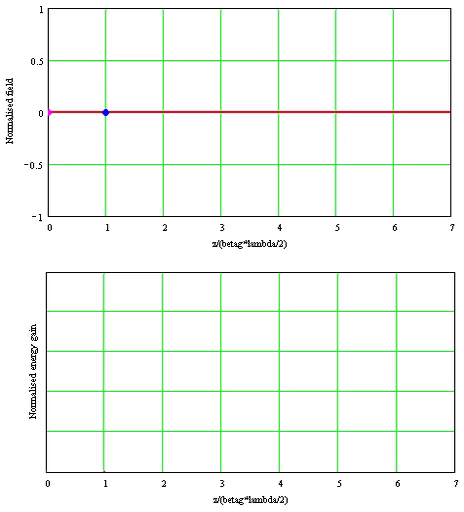 1
0.5
Normalised field
0
−0.5
−1
0 1 2 3 4 5 6 7
z/(betag*lambda/2)
Normalised energy gain
0 1 2 3 4 5 6 7
z/(betag*lambda/2)